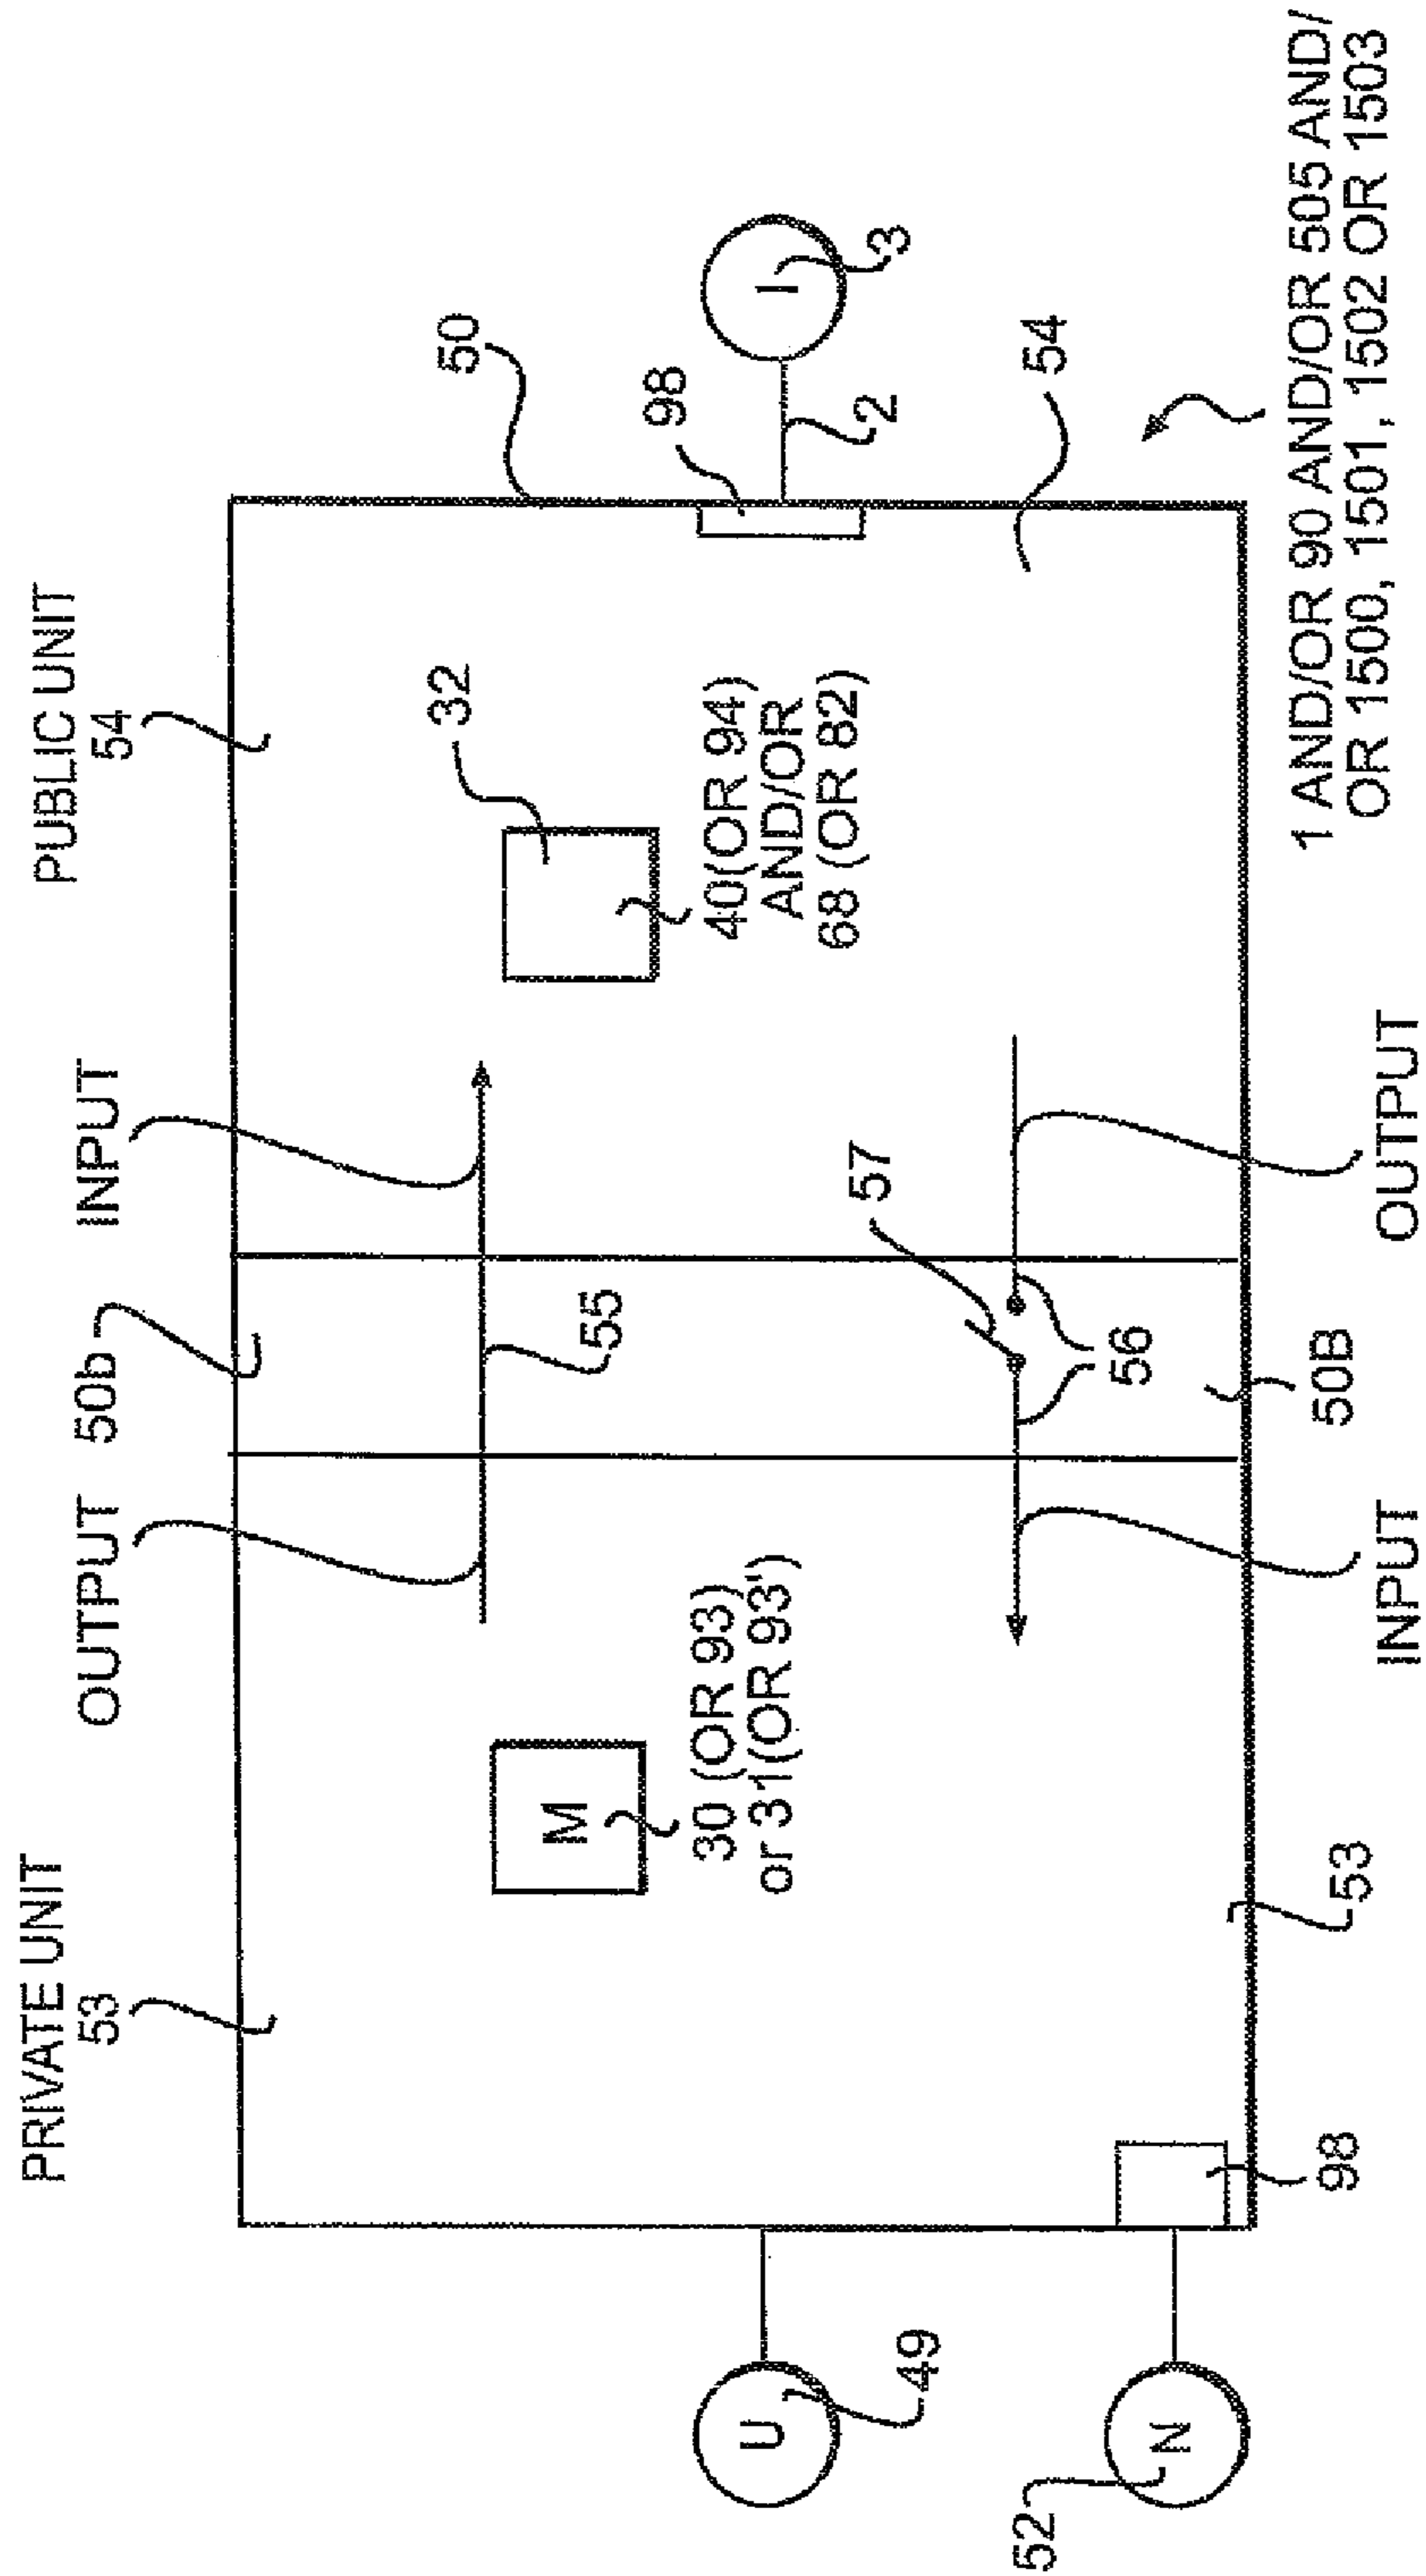 PRIVATE UNIT
53
PUBLIC UNIT
54
OUTPUT
50b
INPUT
50
55
32
M
30 (OR 93)
or 31(OR 93')
40(OR 94)
AND/OR
68 (OR 82)
98
I
3
2
U
49
57
56
54
N
52
98
53
INPUT
50B
OUTPUT
1 AND/OR 90 AND/OR 505 AND/
OR 1500, 1501, 1502 OR 1503